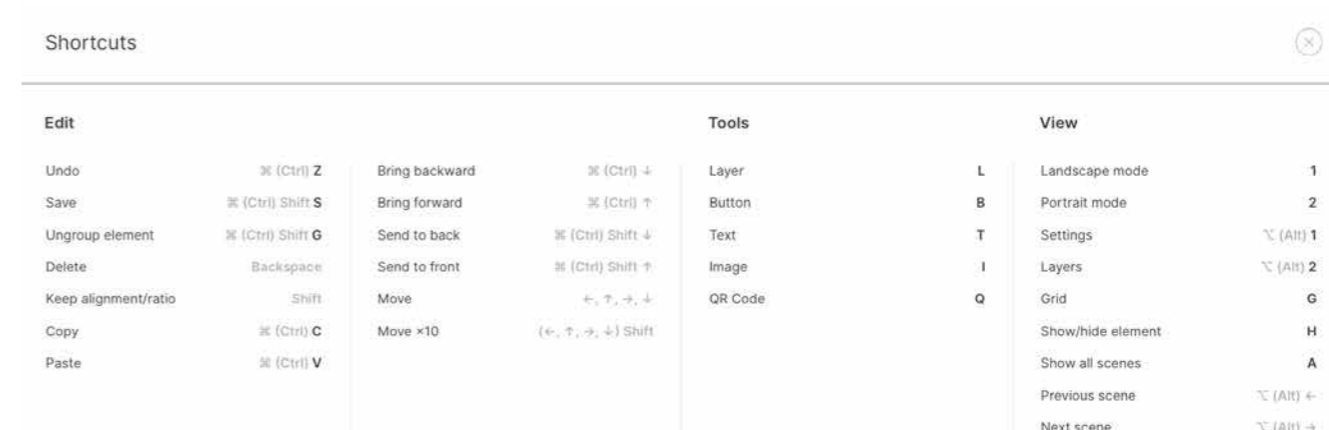 Shortcuts
Edit
Undo ⌘ (Ctrl) Z
Save ⌘ (Ctrl) Shift S
Ungroup element ⌘ (Ctrl) Shift G
Delete Backspace
Keep alignment/ratio Shift
Copy ⌘ (Ctrl) C
Paste ⌘ (Ctrl) V
Bring backward ⌘ (Ctrl) ↓
Bring forward ⌘ (Ctrl) ↑
Send to back ⌘ (Ctrl) Shift ↓
Send to front ⌘ (Ctrl) Shift ↑
Move ←, ↑, →, ↓
Move ×10 (←, ↑, →, ↓) Shift
Tools
Layer L
Button B
Text T
Image I
QR Code Q
View
Landscape mode 1
Portrait mode 2
Settings ⌥ (Alt) 1
Layers ⌥ (Alt) 2
Grid G
Show/hide element H
Show all scenes A
Previous scene ⌥ (Alt) ←
Next scene ⌥ (Alt) →